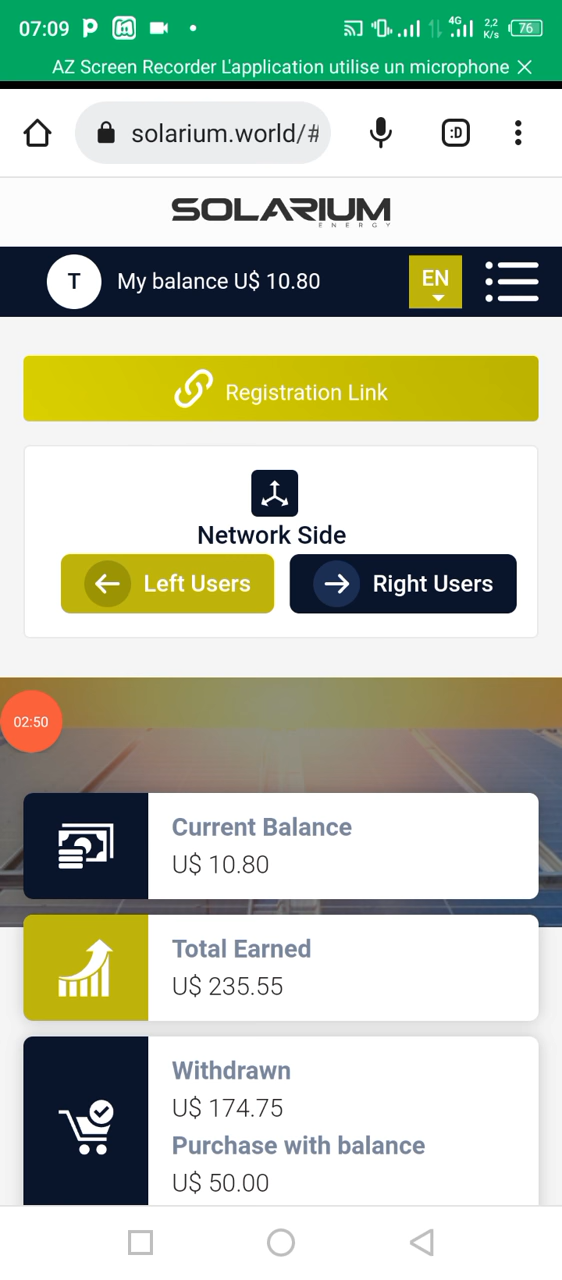 07:09
4G 2,2 K/s 76
AZ Screen Recorder L'application utilise un microphone
solarium.world/#
:D
SOLARIUM
ENERGY
T My balance U$ 10.80 EN
Registration Link
Network Side
Left Users Right Users
02:50
Current Balance
U$ 10.80
Total Earned
U$ 235.55
Withdrawn
U$ 174.75
Purchase with balance
U$ 50.00